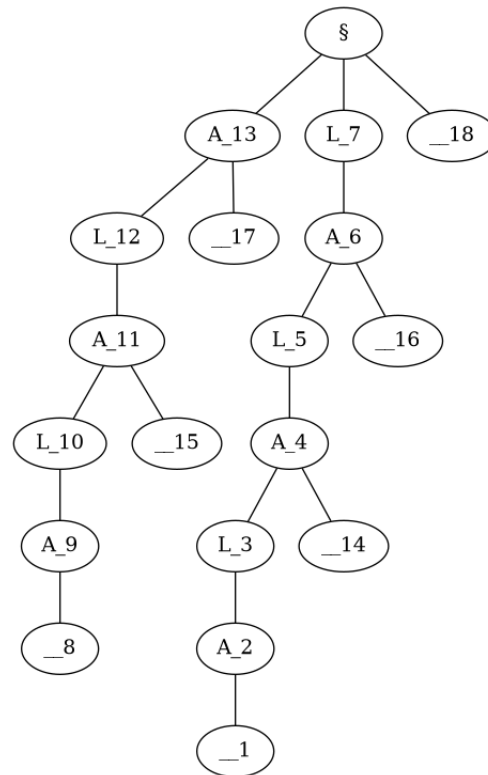 §
A_13 L_7 __18
L_12 __17 A_6
A_11 L_5 __16
L_10 __15 A_4
A_9 L_3 __14
__8 A_2
__1